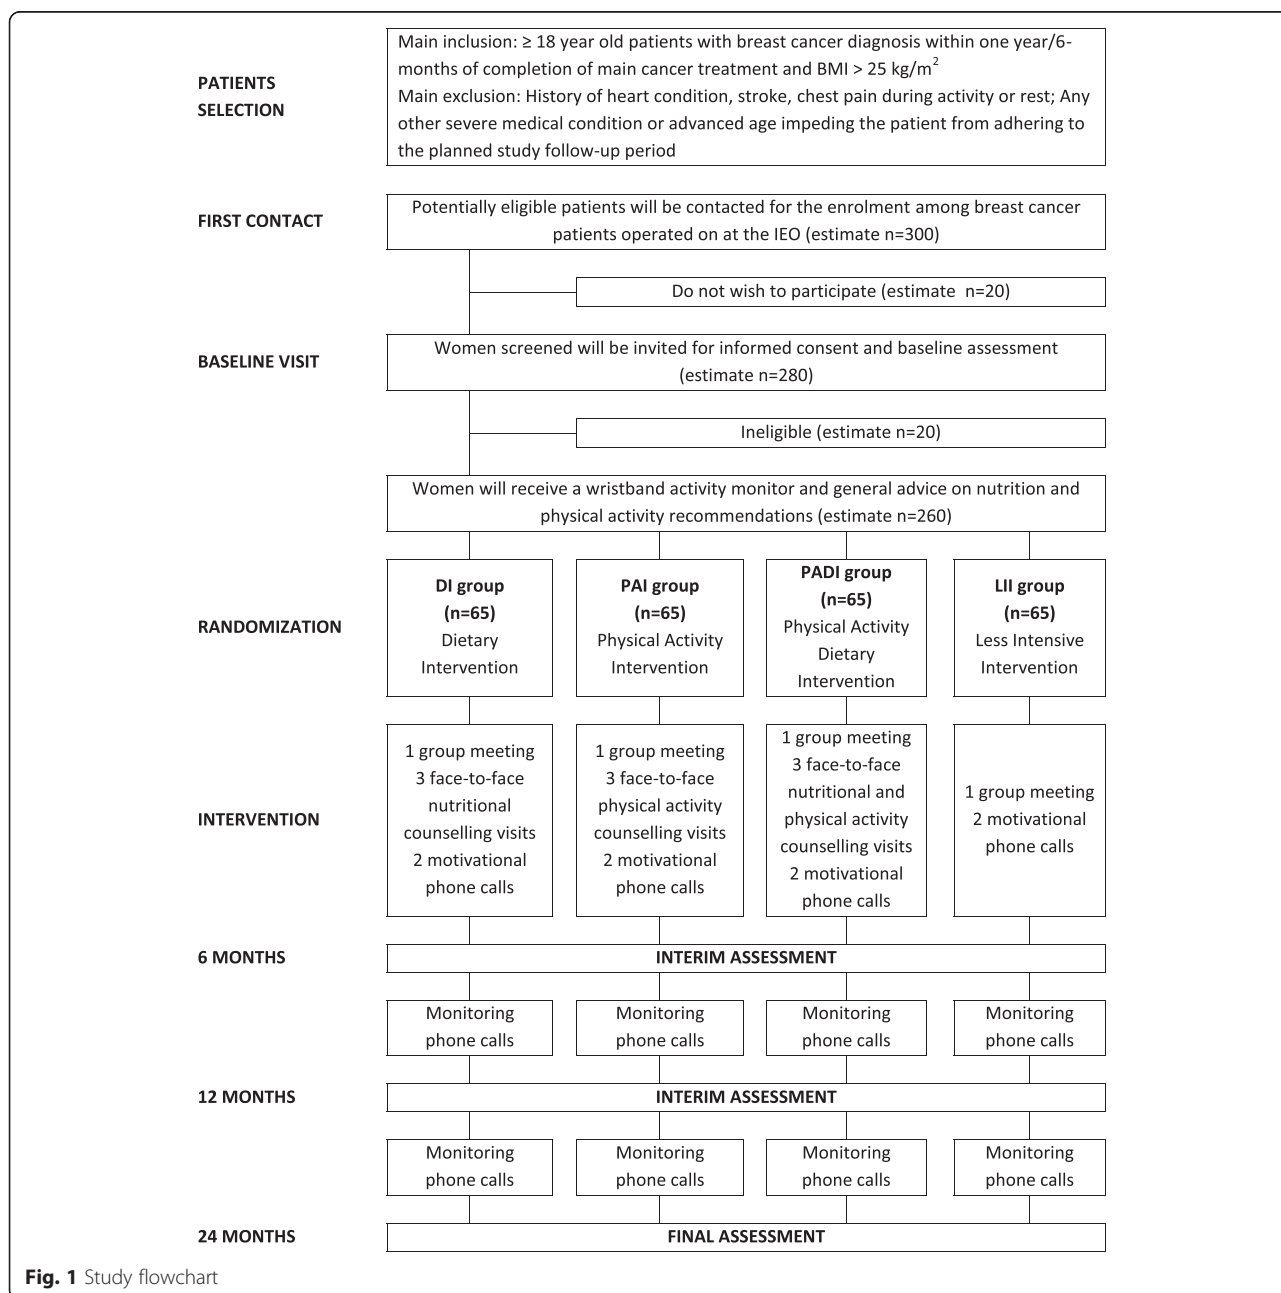 PATIENTS
SELECTION
Main inclusion: ≥ 18 year old patients with breast cancer diagnosis within one year/6-
months of completion of main cancer treatment and BMI > 25 kg/m²
Main exclusion: History of heart condition, stroke, chest pain during activity or rest; Any
other severe medical condition or advanced age impeding the patient from adhering to
the planned study follow-up period
FIRST CONTACT
Potentially eligible patients will be contacted for the enrolment among breast cancer
patients operated on at the IEO (estimate n=300)
Do not wish to participate (estimate n=20)
BASELINE VISIT
Women screened will be invited for informed consent and baseline assessment
(estimate n=280)
Ineligible (estimate n=20)
Women will receive a wristband activity monitor and general advice on nutrition and
physical activity recommendations (estimate n=260)
RANDOMIZATION
DI group
(n=65)
Dietary
Intervention
PAI group
(n=65)
Physical Activity
Intervention
PADI group
(n=65)
Physical Activity
Dietary
Intervention
LII group
(n=65)
Less Intensive
Intervention
INTERVENTION
1 group meeting
3 face-to-face
nutritional
counselling visits
2 motivational
phone calls
1 group meeting
3 face-to-face
physical activity
counselling visits
2 motivational
phone calls
1 group meeting
3 face-to-face
nutritional and
physical activity
counselling visits
2 motivational
phone calls
1 group meeting
2 motivational
phone calls
6 MONTHS
INTERIM ASSESSMENT
Monitoring
phone calls
Monitoring
phone calls
Monitoring
phone calls
Monitoring
phone calls
12 MONTHS
INTERIM ASSESSMENT
Monitoring
phone calls
Monitoring
phone calls
Monitoring
phone calls
Monitoring
phone calls
24 MONTHS
FINAL ASSESSMENT
Fig. 1 Study flowchart